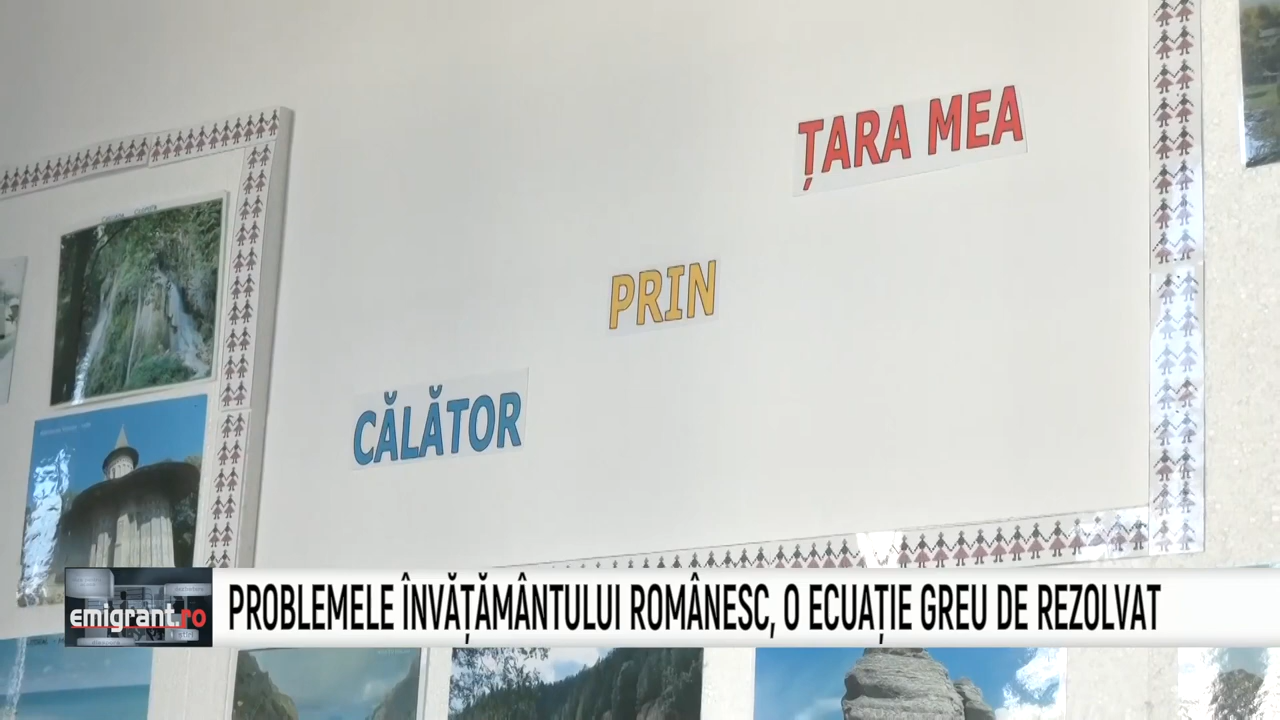 ȚARA MEA
PRIN
CĂLĂTOR
emigrant.ro
PROBLEMELE ÎNVĂȚĂMÂNTULUI ROMÂNESC, O ECUAȚIE GREU DE REZOLVAT